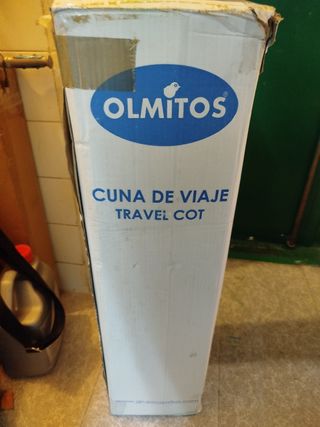 OLMITOS®
CUNA DE VIAJE
TRAVEL COT